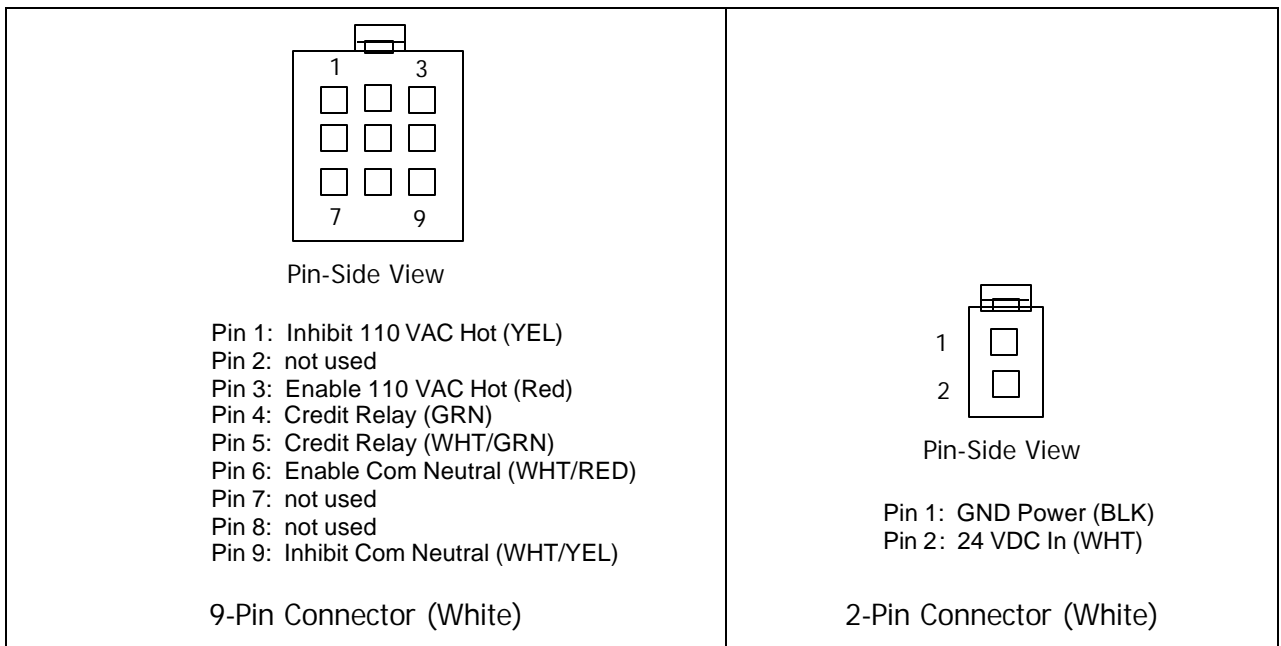 1 3
7 9
Pin-Side View
Pin 1: Inhibit 110 VAC Hot (YEL)
Pin 2: not used
Pin 3: Enable 110 VAC Hot (Red)
Pin 4: Credit Relay (GRN)
Pin 5: Credit Relay (WHT/GRN)
Pin 6: Enable Com Neutral (WHT/RED)
Pin 7: not used
Pin 8: not used
Pin 9: Inhibit Com Neutral (WHT/YEL)
9-Pin Connector (White)
1
2
Pin-Side View
Pin 1: GND Power (BLK)
Pin 2: 24 VDC In (WHT)
2-Pin Connector (White)